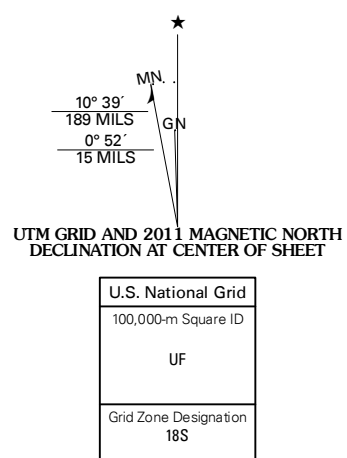 ★
MN
10° 39´
189 MILS
GN
0° 52´
15 MILS
UTM GRID AND 2011 MAGNETIC NORTH
DECLINATION AT CENTER OF SHEET
U.S. National Grid
100,000-m Square ID
UF
Grid Zone Designation
18S